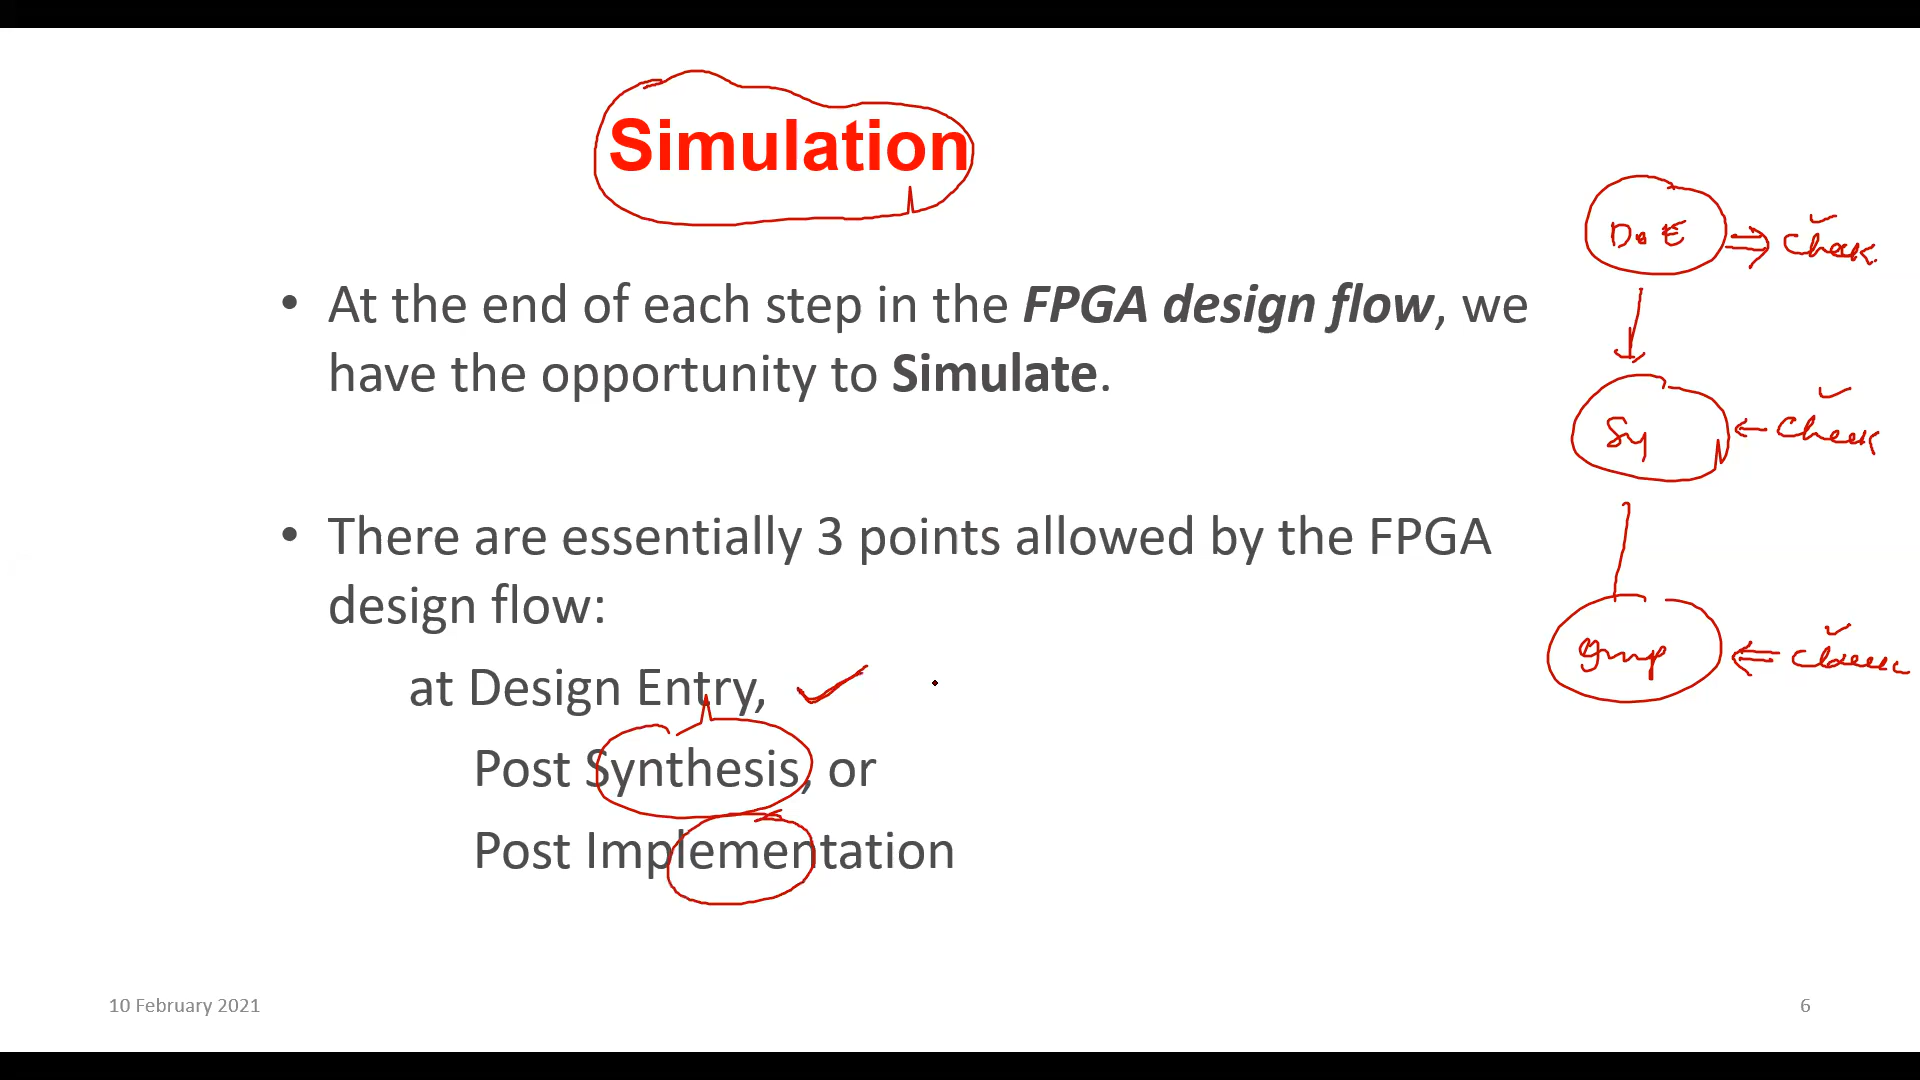 Simulation
• At the end of each step in the FPGA design flow, we
have the opportunity to Simulate.
• There are essentially 3 points allowed by the FPGA
design flow:
at Design Entry,
Post Synthesis, or
Post Implementation
D.E
Check
Sy
Check
10 February 2021
6